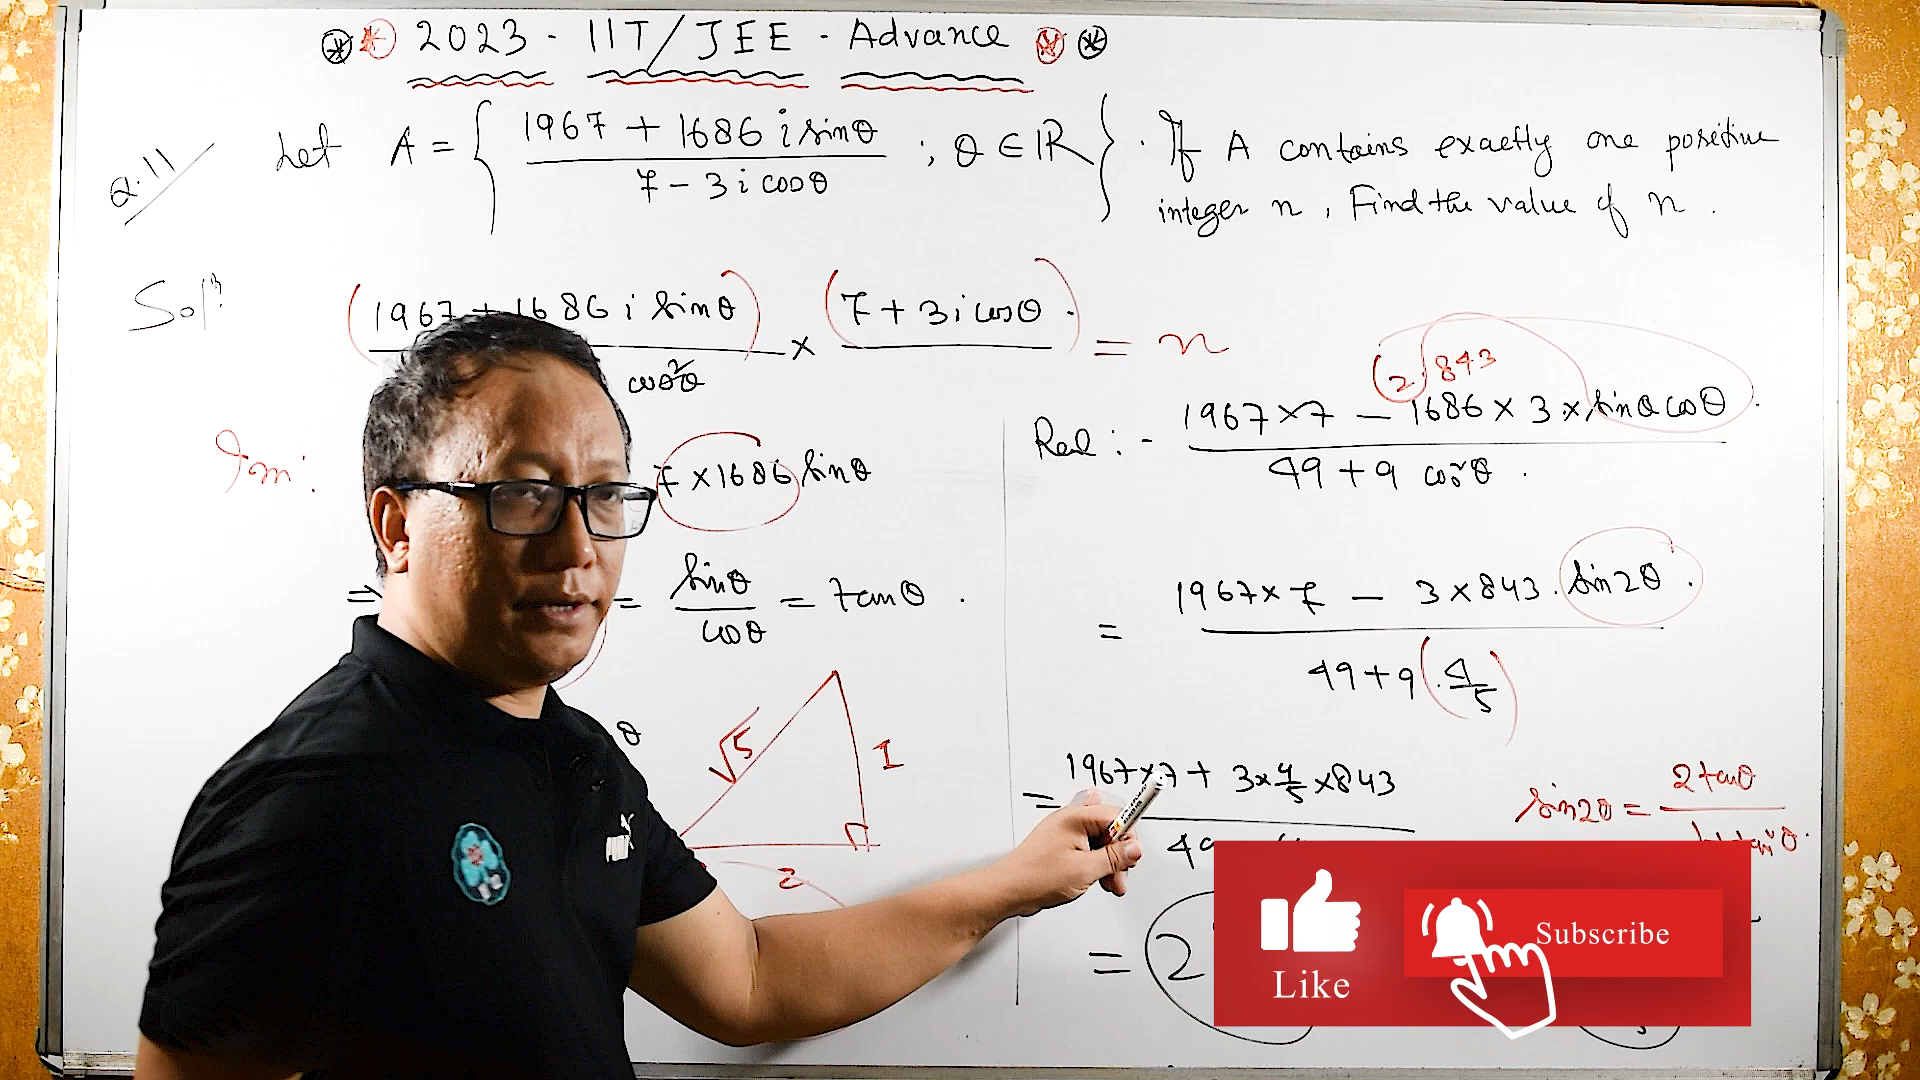 2023 - IIT/JEE - Advance
Q.11
Let A = { 1967 + 1686 i sinθ / 7 - 3 i cosθ ; θ ∈ IR } . If A contains exactly one positive
integer n , Find the value of n .
Sol<sup>n</sup>:
(1967 + 1686 i sinθ) × (7 + 3 i cosθ) = n
cos²θ
2 843
Real : - 1967×7 - 1686 × 3 × sinθ cosθ / 49 + 9 cos²θ .
Im : 7 × 1686 sinθ
⇒ = sinθ / cosθ = tanθ .
= 1967×7 - 3×843 . sin2θ . / 49 + 9 ( . 4/5 )
θ
√5
1
2
= 1967×7 + 3×4/5×843 / 49
sin2θ = 2tanθ / tan²θ
= 2
Like
Subscribe